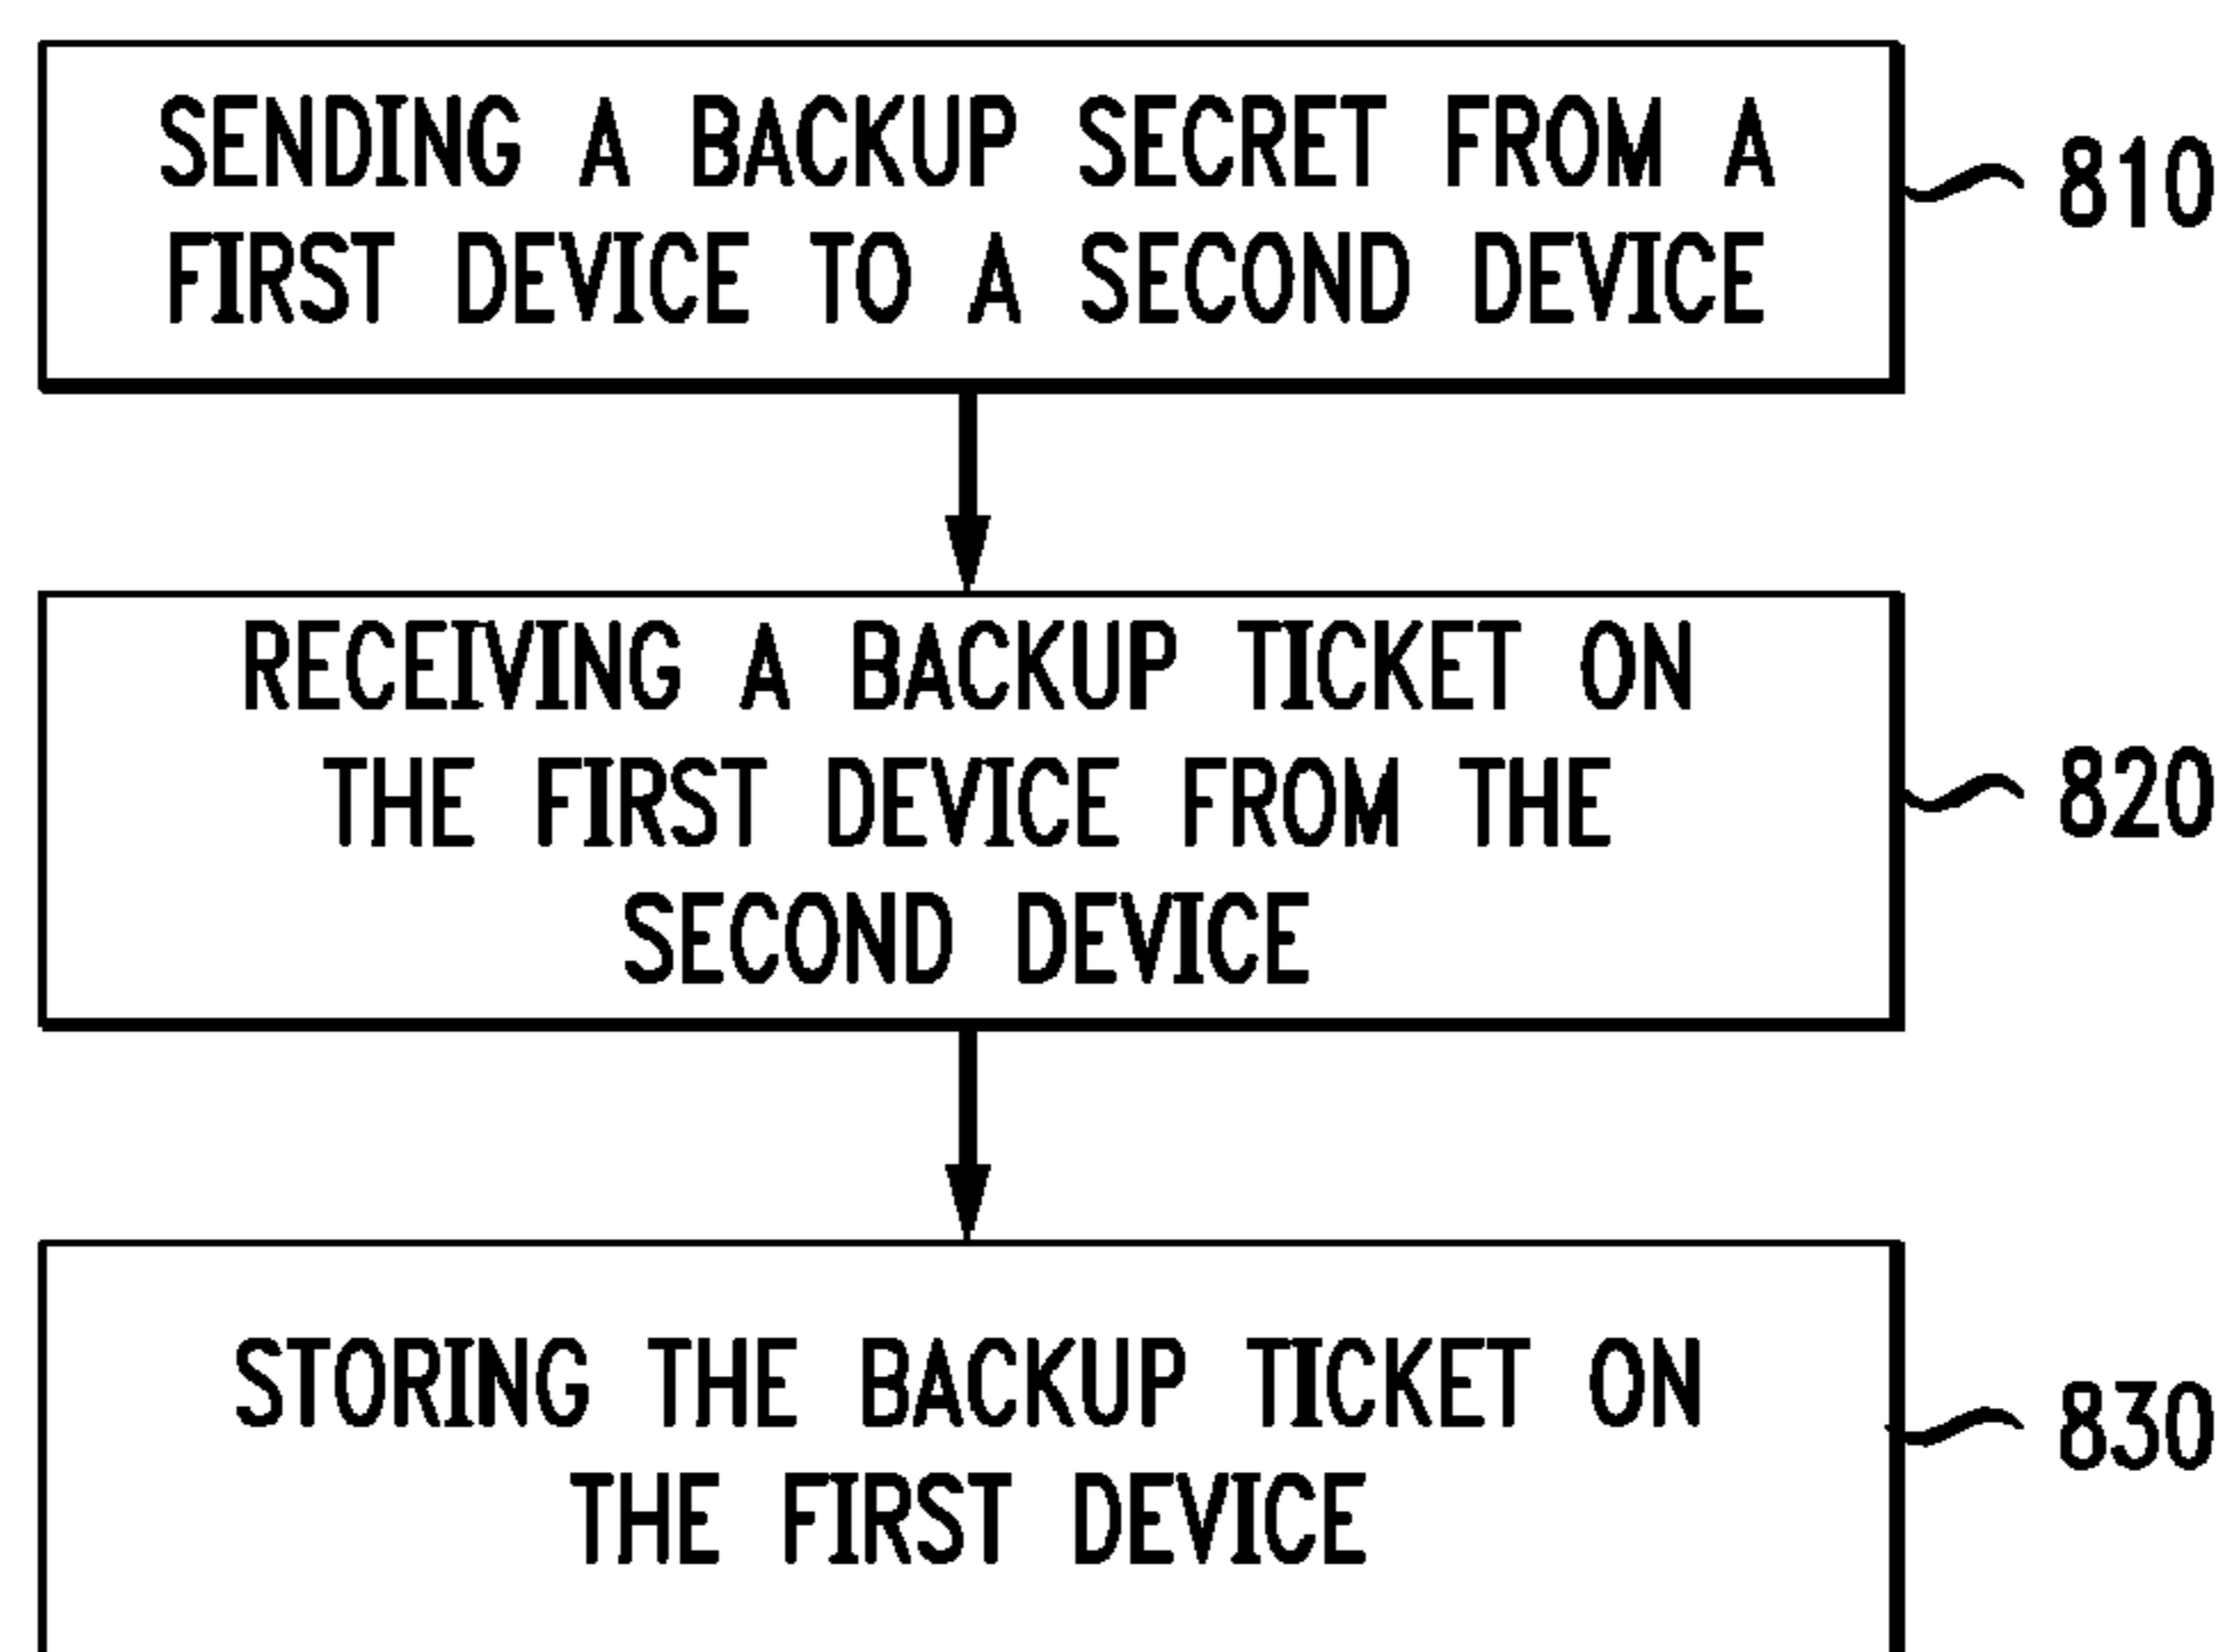 SENDING A BACKUP SECRET FROM A
FIRST DEVICE TO A SECOND DEVICE
810
RECEIVING A BACKUP TICKET ON
THE FIRST DEVICE FROM THE
SECOND DEVICE
820
STORING THE BACKUP TICKET ON
THE FIRST DEVICE
830